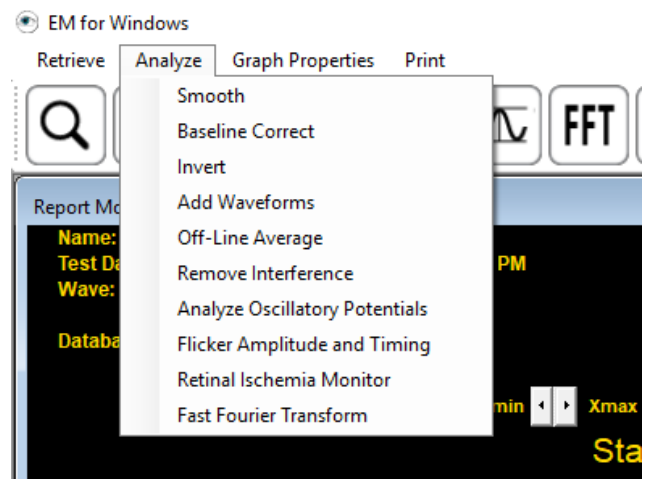 EM for Windows
Retrieve Analyze Graph Properties Print
Smooth
Baseline Correct
Invert
Add Waveforms
Off-Line Average
Remove Interference
Analyze Oscillatory Potentials
Flicker Amplitude and Timing
Retinal Ischemia Monitor
Fast Fourier Transform
FFT
Report Mo
Name:
Test Da PM
Wave:
Databa
min Xmax
Sta